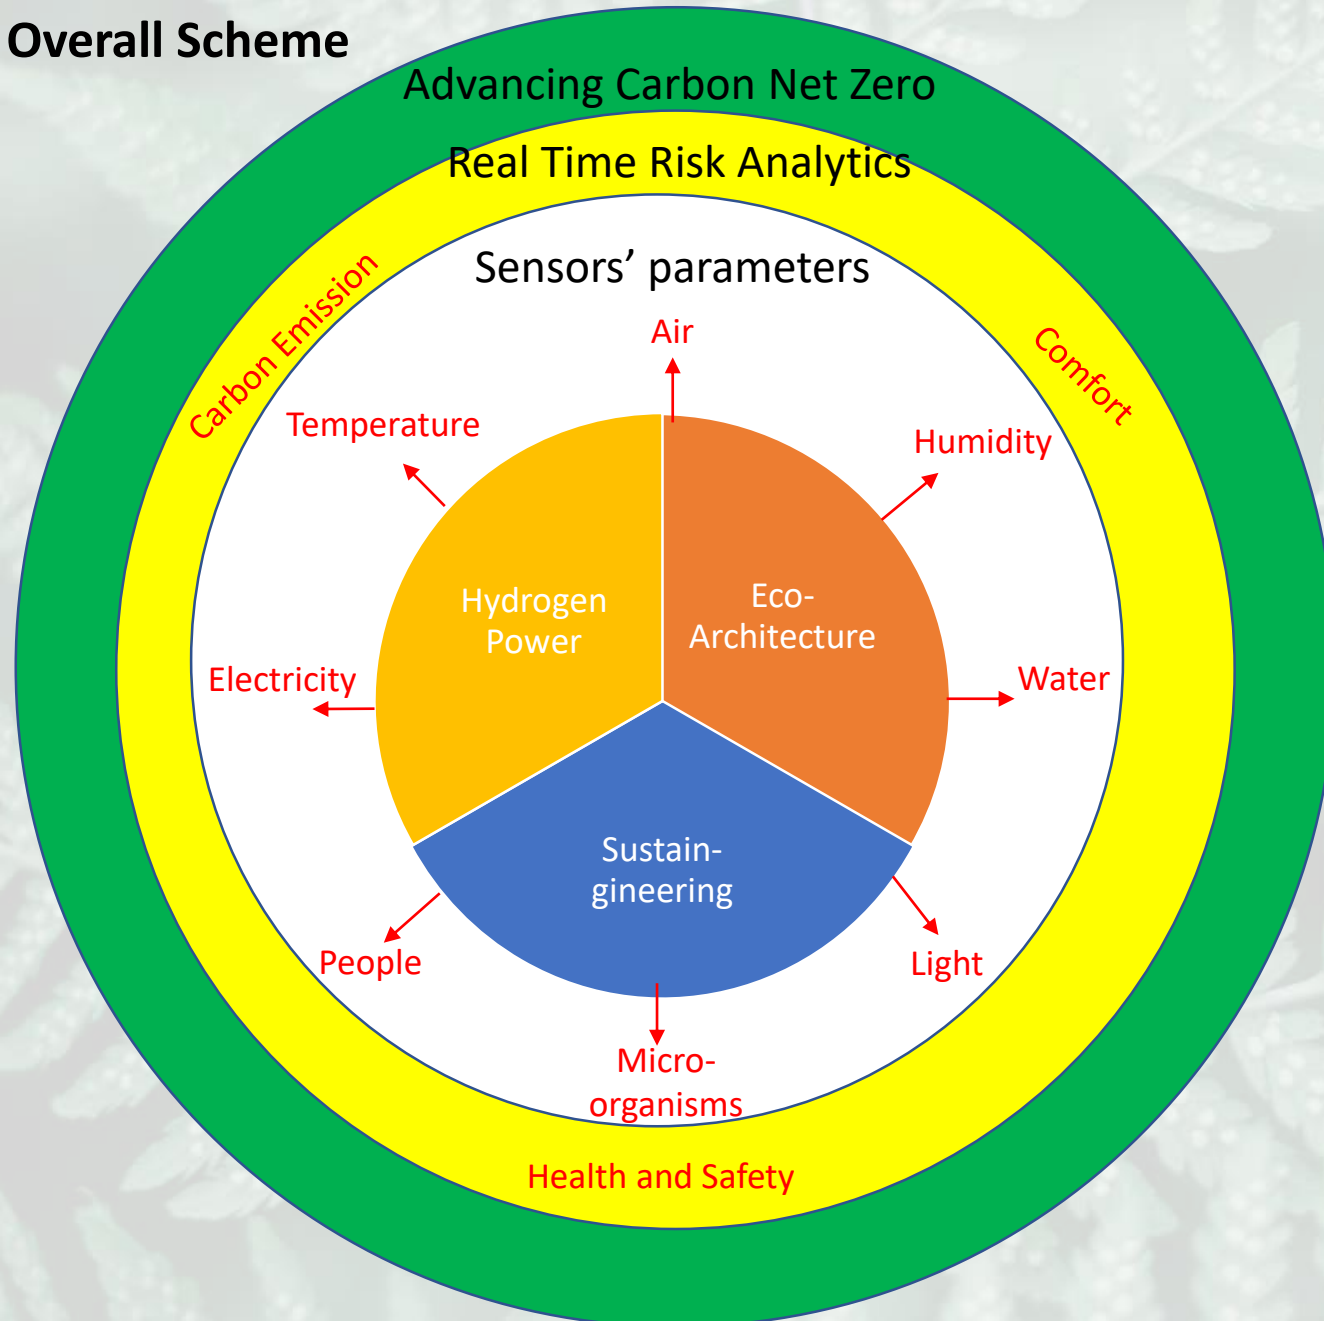 Overall Scheme
Advancing Carbon Net Zero
Real Time Risk Analytics
Carbon Emission
Comfort
Sensors’ parameters
Air
Temperature
Humidity
Hydrogen
Power
Eco-
Architecture
Electricity
Water
Sustain-
gineering
People
Light
Micro-
organisms
Health and Safety